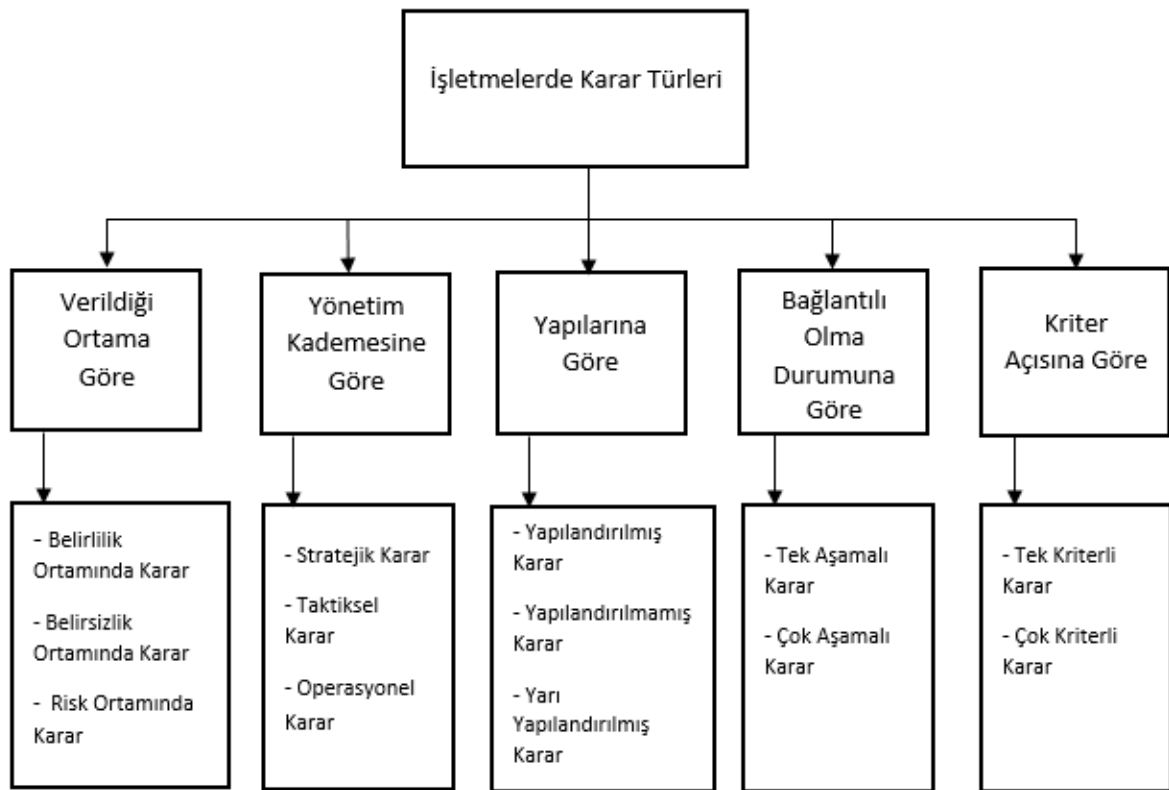 İşletmelerde Karar Türleri
Verildiği
Ortama
Göre
Yönetim
Kademesine
Göre
Yapılarına
Göre
Bağlantılı
Olma
Durumuna
Göre
Kriter
Açısına Göre
- Belirlilik
Ortamında Karar
- Belirsizlik
Ortamında Karar
- Risk Ortamında
Karar
- Stratejik Karar
- Taktiksel
Karar
- Operasyonel
Karar
- Yapılandırılmış
Karar
- Yapılandırılmamış
Karar
- Yarı
Yapılandırılmış
Karar
- Tek Aşamalı
Karar
- Çok Aşamalı
Karar
- Tek Kriterli
Karar
- Çok Kriterli
Karar